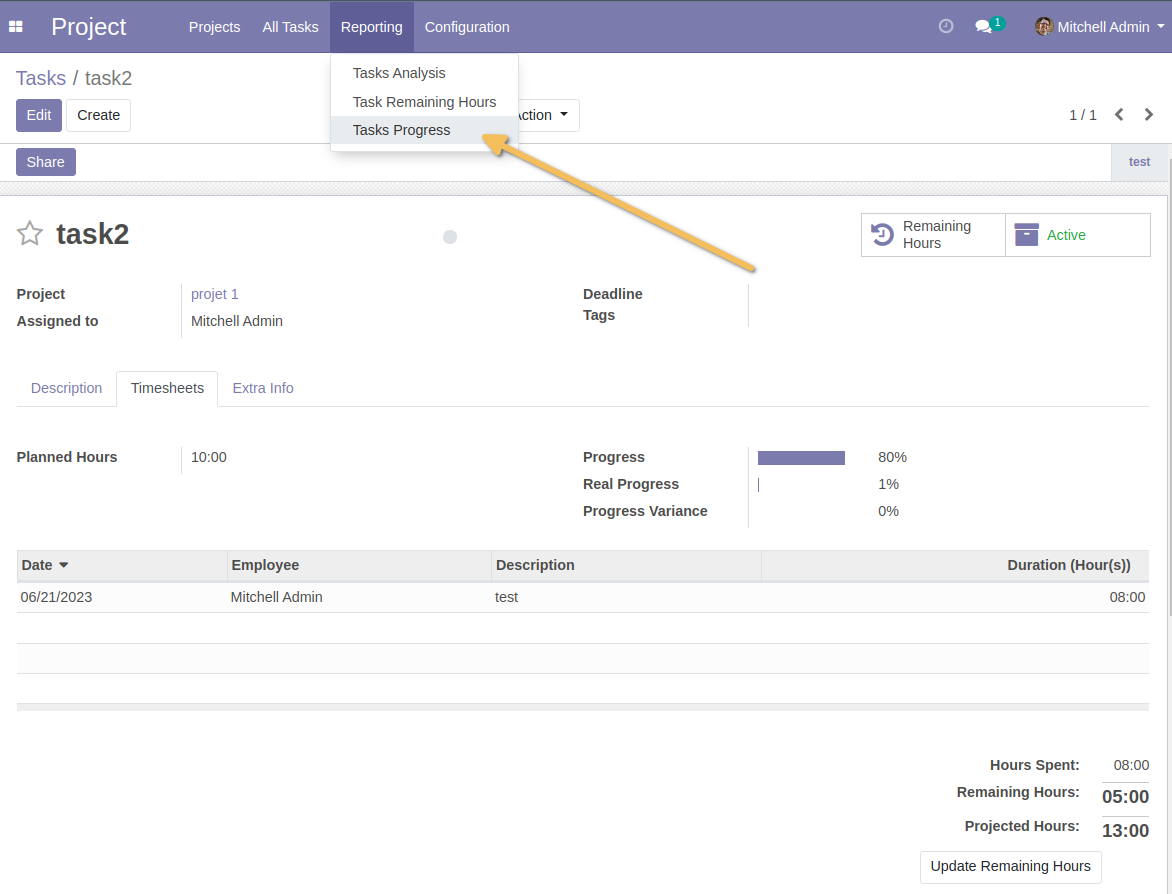 Project Projects All Tasks Reporting Configuration 1 Mitchell Admin
Tasks / task2
Tasks Analysis
Task Remaining Hours
Tasks Progress
Edit Create ction 1 / 1
Share test
task2
Remaining Hours
Active
Project projet 1
Assigned to Mitchell Admin
Deadline
Tags
Description Timesheets Extra Info
Planned Hours 10:00
Progress 80%
Real Progress 1%
Progress Variance 0%
Date Employee Description Duration (Hour(s))
06/21/2023 Mitchell Admin test 08:00
Hours Spent: 08:00
Remaining Hours: 05:00
Projected Hours: 13:00
Update Remaining Hours